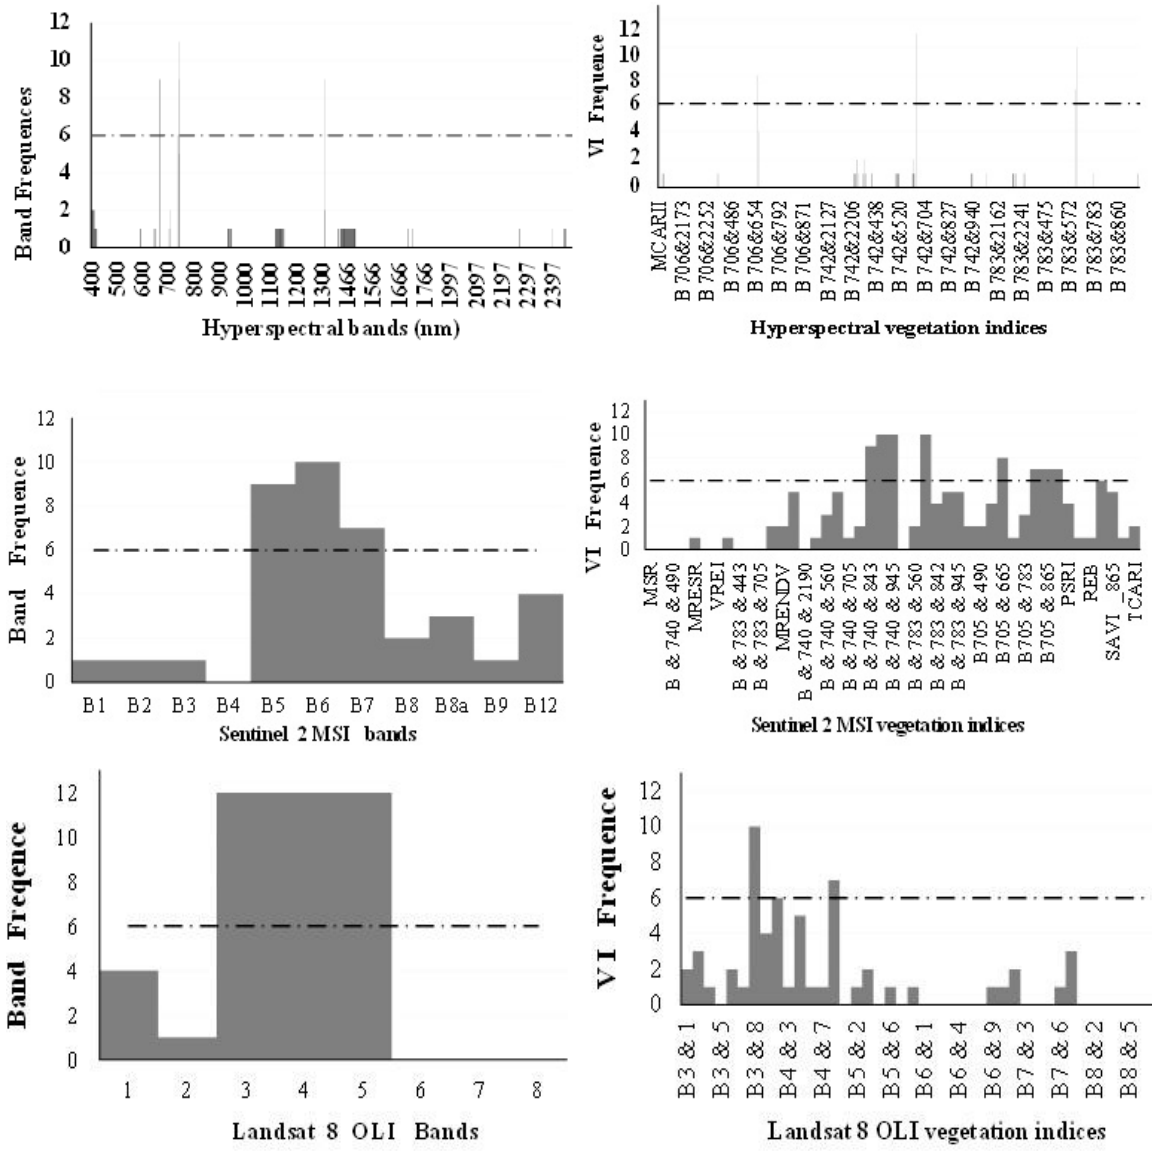 12
10
8
6
4
2
0
Band Frequences
400
500
600
700
800
900
1000
1100
1200
1300
1466
1566
1666
1766
1997
2097
2197
2297
2397
Hyperspectral bands (nm)
12
10
8
6
4
2
0
VI Frequence
MCARII
B 706&2173
B 706&2252
B 706&486
B 706&654
B 706&792
B 706&871
B 742&2127
B 742&2206
B 742&438
B 742&520
B 742&704
B 742&827
B 742&940
B 783&2162
B 783&2241
B 783&475
B 783&572
B 783&783
B 783&860
Hyperspectral vegetation indices
12
10
8
6
4
2
0
Band Frequence
B1
B2
B3
B4
B5
B6
B7
B8
B8a
B9
B12
Sentinel 2 MSI bands
12
10
8
6
4
2
0
VI Frequence
MSR
B & 740 & 490
MRESR
VREI
B & 783 & 443
B & 783 & 705
MRENDV
B & 740 & 2190
B & 740 & 560
B & 740 & 705
B & 740 & 843
B & 740 & 945
B & 783 & 560
B & 783 & 842
B & 783 & 945
B705 & 490
B705 & 665
B705 & 783
B705 & 865
PSRI
REB
SAVI _865
TCARI
Sentinel 2 MSI vegetation indices
12
10
8
6
4
2
0
Band Freqence
1
2
3
4
5
6
7
8
Landsat 8 OLI Bands
12
10
8
6
4
2
0
VI Frequence
B3 & 1
B3 & 5
B3 & 8
B4 & 3
B4 & 7
B5 & 2
B5 & 6
B6 & 1
B6 & 4
B6 & 9
B7 & 3
B7 & 6
B8 & 2
B8 & 5
Landsat 8 OLI vegetation indices